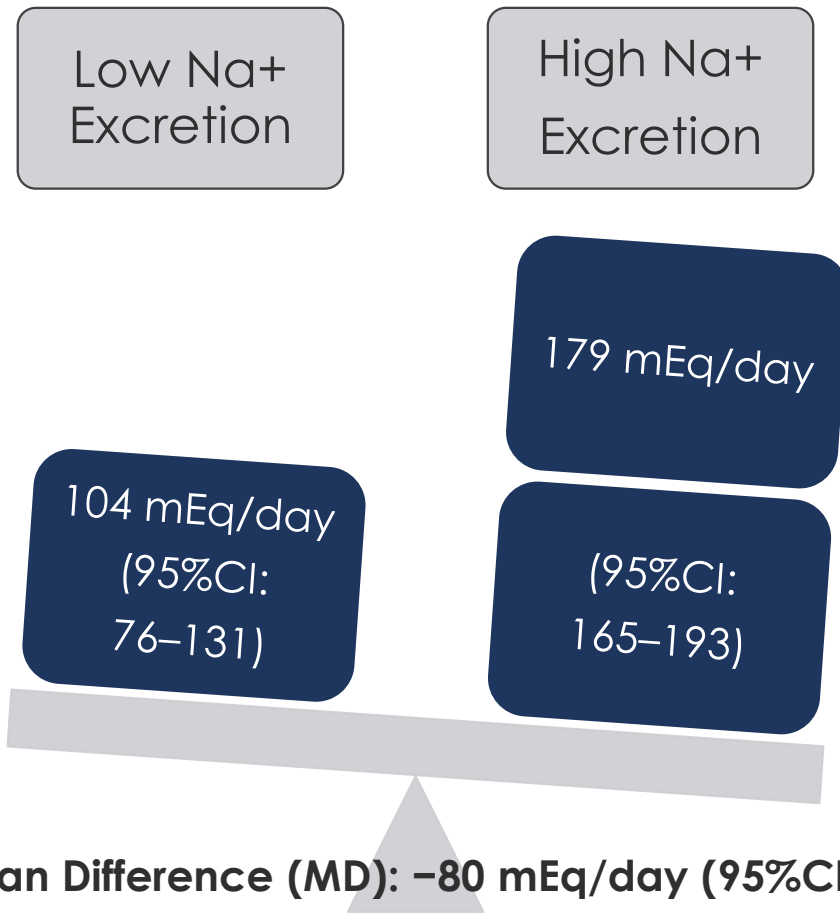 Low Na+
Excretion
High Na+
Excretion
179 mEq/day
104 mEq/day
(95%CI:
76–131)
(95%CI:
165–193)
an Difference (MD): −80 mEq/day (95%CI